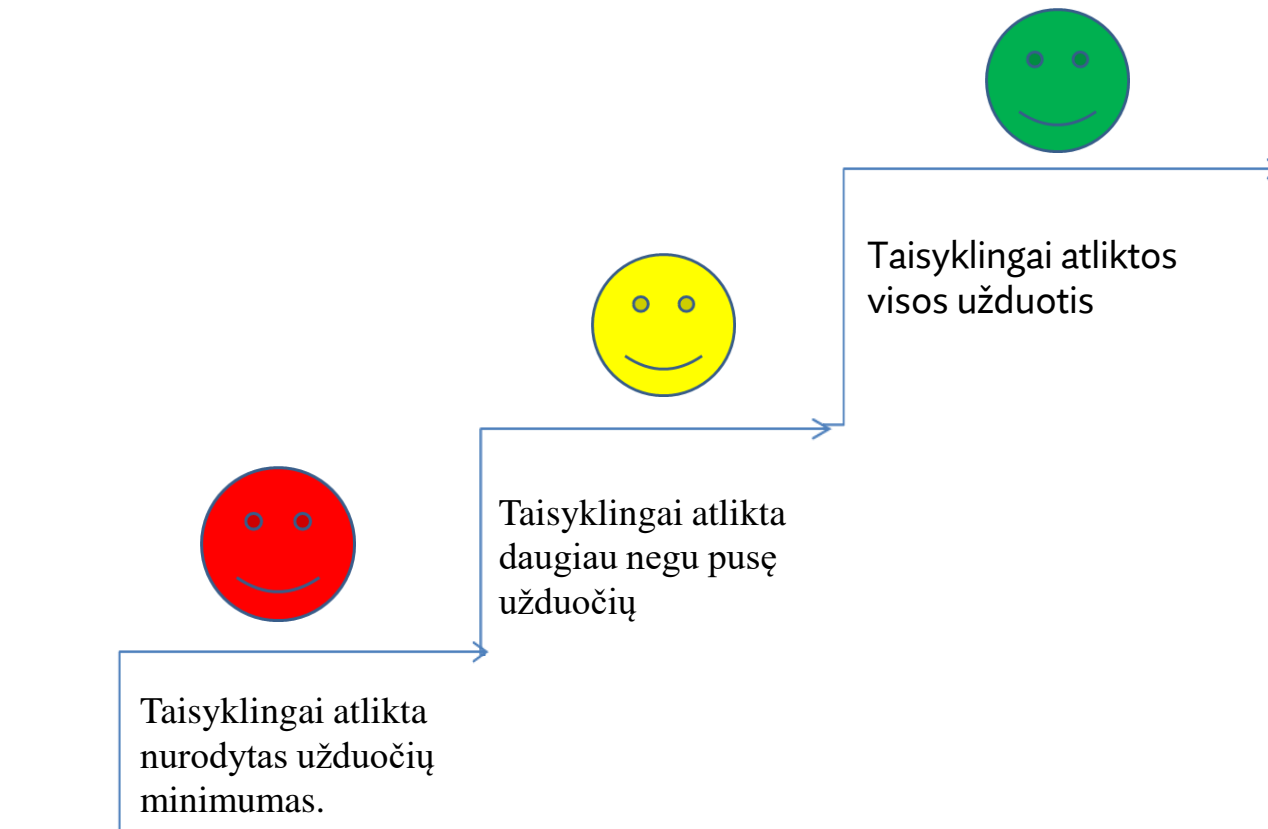 Taisyklingai atliktos
visos užduotis
Taisyklingai atlikta
daugiau negu pusę
užduočių
Taisyklingai atlikta
nurodytas užduočių
minimumas.